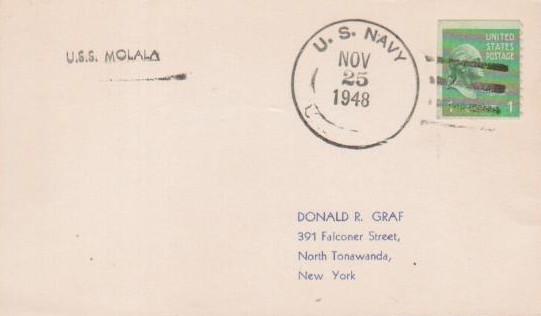 U.S.S. MOLALA
U. S. NAVY
NOV
25
1948
UNITED
STATES
POSTAGE
1
DONALD R. GRAF
391 Falconer Street,
North Tonawanda,
New York